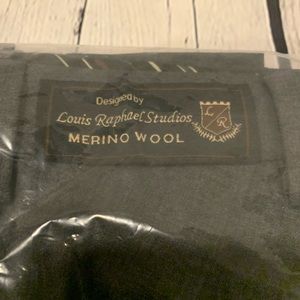 Designed by
Louis Raphael Studios
MERINO WOOL
L
R